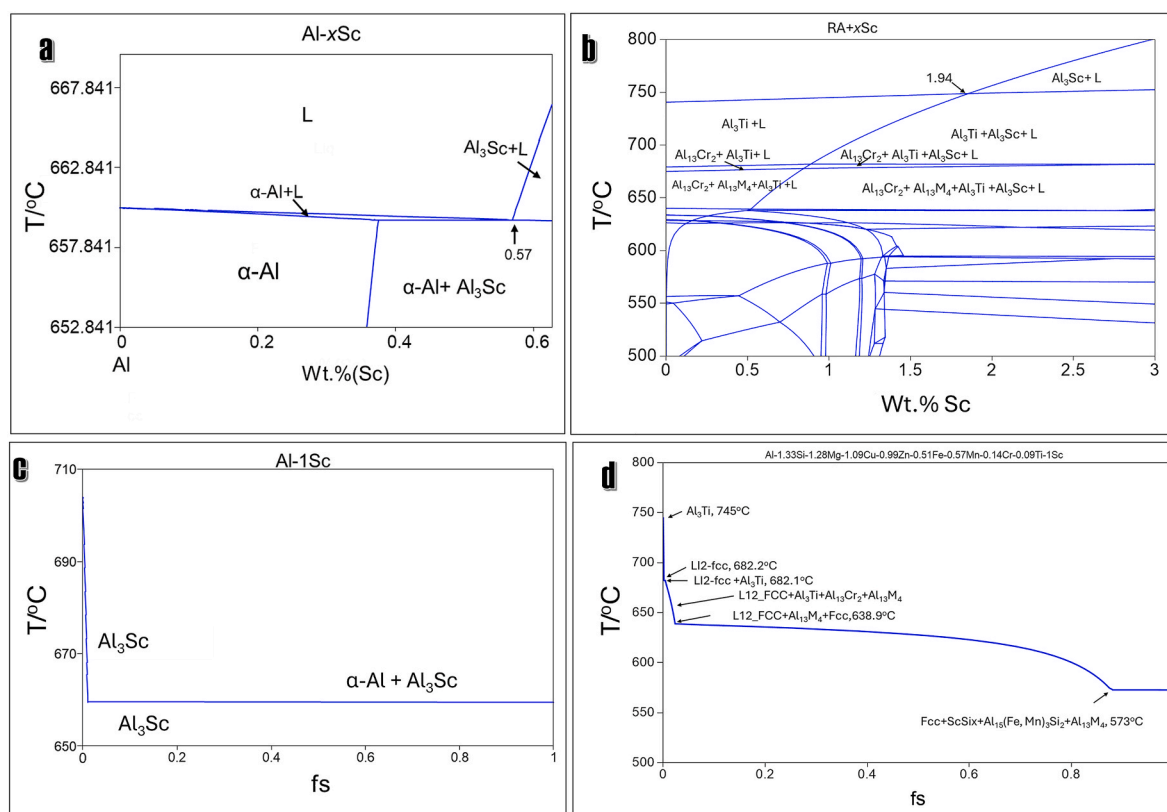 a
Al-xSc
667.841
662.841
657.841
652.841
T/°C
L
Al₃Sc+L
α-Al+L
0.57
α-Al
α-Al+ Al₃Sc
0
0.2
0.4
0.6
Al
Wt.%(Sc)
b
RA+xSc
800
750
700
650
600
550
500
T/°C
1.94
Al₃Sc+ L
Al₃Ti +L
Al₃Ti +Al₃Sc+ L
Al₁₃Cr₂+ Al₃Ti+ L
Al₁₃Cr₂+ Al₃Ti +Al₃Sc+ L
Al₁₃Cr₂+ Al₁₃M₄+Al₃Ti +L
Al₁₃Cr₂+ Al₁₃M₄+Al₃Ti +Al₃Sc+ L
0
0.5
1
1.5
2
2.5
3
Wt.% Sc
c
Al-1Sc
710
690
670
650
T/°C
Al₃Sc
α-Al + Al₃Sc
Al₃Sc
0
0.2
0.4
0.6
0.8
1
fs
d
Al-1.33Si-1.28Mg-1.09Cu-0.99Zn-0.51Fe-0.57Mn-0.14Cr-0.09Ti-1Sc
800
750
700
650
600
550
500
T/°C
Al₃Ti, 745°C
LI2-fcc, 682.2°C
LI2-fcc +Al₃Ti, 682.1°C
L12_FCC+Al₃Ti+Al₁₃Cr₂+Al₁₃M₄
L12_FCC+Al₁₃M₄+Fcc,638.9°C
Fcc+ScSix+Al₁₅(Fe, Mn)₃Si₂+Al₁₃M₄, 573°C
0
0.2
0.4
0.6
0.8
fs